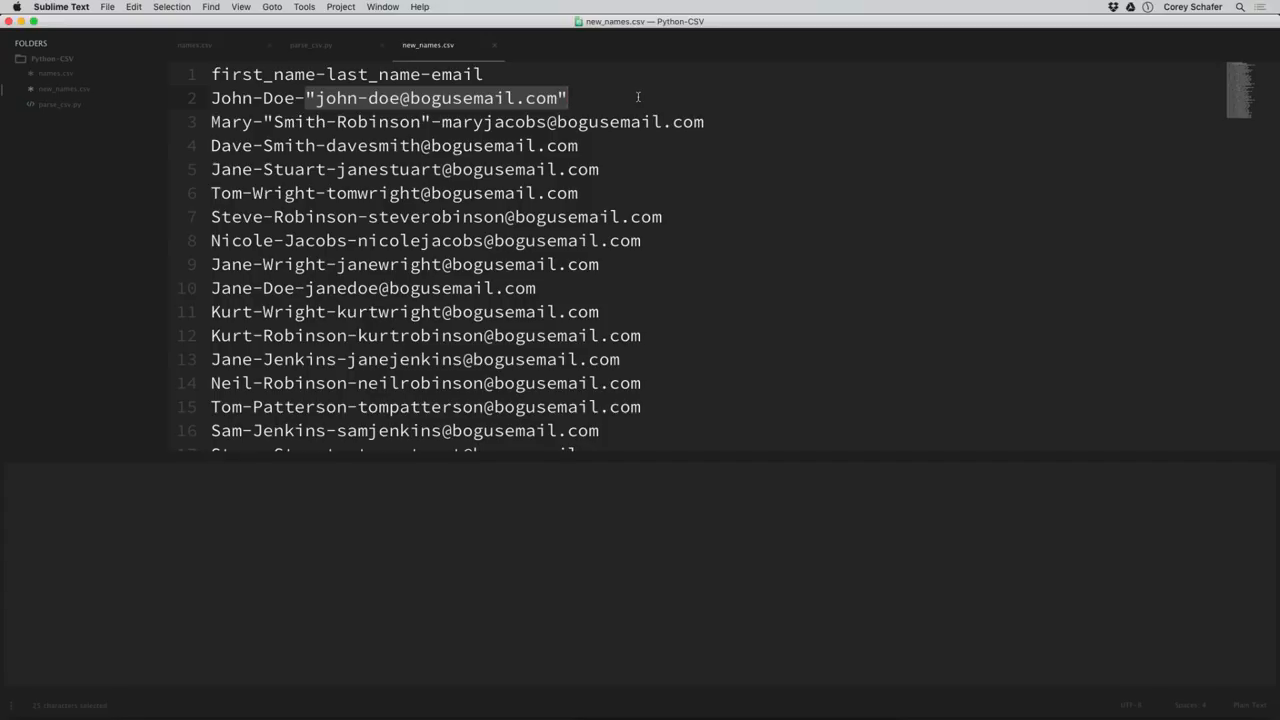 Sublime Text File Edit Selection Find View Goto Tools Project Window Help Corey Schafer
new_names.csv — Python-CSV
FOLDERS
Python-CSV
names.csv
new_names.csv
parse_csv.py
names.csv parse_csv.py new_names.csv
1 first_name-last_name-email
2 John-Doe-"john-doe@bogusemail.com"
3 Mary-"Smith-Robinson"-maryjacobs@bogusemail.com
4 Dave-Smith-davesmith@bogusemail.com
5 Jane-Stuart-janestuart@bogusemail.com
6 Tom-Wright-tomwright@bogusemail.com
7 Steve-Robinson-steverobinson@bogusemail.com
8 Nicole-Jacobs-nicolejacobs@bogusemail.com
9 Jane-Wright-janewright@bogusemail.com
10 Jane-Doe-janedoe@bogusemail.com
11 Kurt-Wright-kurtwright@bogusemail.com
12 Kurt-Robinson-kurtrobinson@bogusemail.com
13 Jane-Jenkins-janejenkins@bogusemail.com
14 Neil-Robinson-neilrobinson@bogusemail.com
15 Tom-Patterson-tompatterson@bogusemail.com
16 Sam-Jenkins-samjenkins@bogusemail.com
25 characters selected UTF-8 Spaces: 4 Plain Text